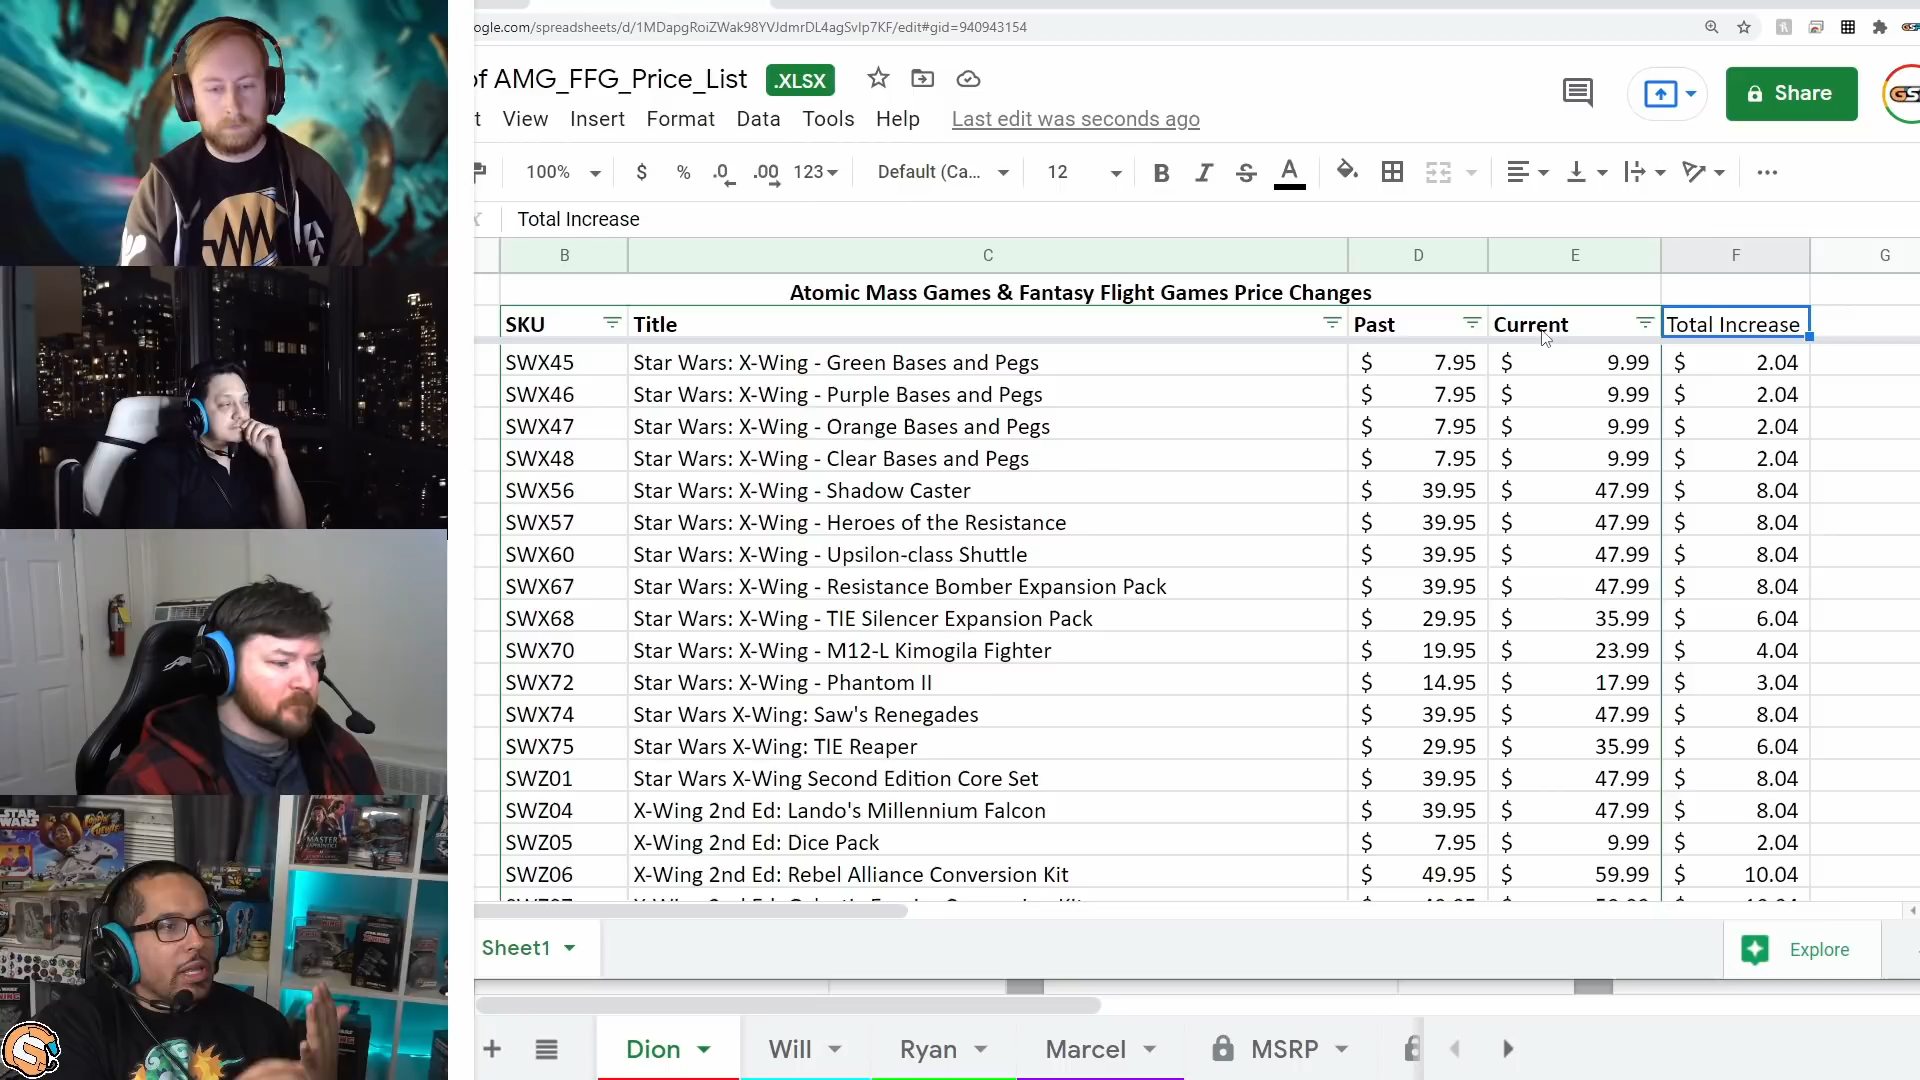 ogle.com/spreadsheets/d/1MDapgRoiZWak98YVJdmrDL4agSvIp7KF/edit#gid=940943154
of AMG_FFG_Price_List .XLSX
Share
t View Insert Format Data Tools Help Last edit was seconds ago
100% $ % .0 .00 123 Default (Ca... 12 B I S A
Total Increase
B C D E F G
Atomic Mass Games & Fantasy Flight Games Price Changes
SKU Title Past Current Total Increase
SWX45 Star Wars: X-Wing - Green Bases and Pegs $ 7.95 $ 9.99 $ 2.04
SWX46 Star Wars: X-Wing - Purple Bases and Pegs $ 7.95 $ 9.99 $ 2.04
SWX47 Star Wars: X-Wing - Orange Bases and Pegs $ 7.95 $ 9.99 $ 2.04
SWX48 Star Wars: X-Wing - Clear Bases and Pegs $ 7.95 $ 9.99 $ 2.04
SWX56 Star Wars: X-Wing - Shadow Caster $ 39.95 $ 47.99 $ 8.04
SWX57 Star Wars: X-Wing - Heroes of the Resistance $ 39.95 $ 47.99 $ 8.04
SWX60 Star Wars: X-Wing - Upsilon-class Shuttle $ 39.95 $ 47.99 $ 8.04
SWX67 Star Wars: X-Wing - Resistance Bomber Expansion Pack $ 39.95 $ 47.99 $ 8.04
SWX68 Star Wars: X-Wing - TIE Silencer Expansion Pack $ 29.95 $ 35.99 $ 6.04
SWX70 Star Wars: X-Wing - M12-L Kimogila Fighter $ 19.95 $ 23.99 $ 4.04
SWX72 Star Wars: X-Wing - Phantom II $ 14.95 $ 17.99 $ 3.04
SWX74 Star Wars X-Wing: Saw's Renegades $ 39.95 $ 47.99 $ 8.04
SWX75 Star Wars X-Wing: TIE Reaper $ 29.95 $ 35.99 $ 6.04
SWZ01 Star Wars X-Wing Second Edition Core Set $ 39.95 $ 47.99 $ 8.04
SWZ04 X-Wing 2nd Ed: Lando's Millennium Falcon $ 39.95 $ 47.99 $ 8.04
SWZ05 X-Wing 2nd Ed: Dice Pack $ 7.95 $ 9.99 $ 2.04
SWZ06 X-Wing 2nd Ed: Rebel Alliance Conversion Kit $ 49.95 $ 59.99 $ 10.04
Sheet1
Explore
Dion Will Ryan Marcel MSRP
STAR WARS